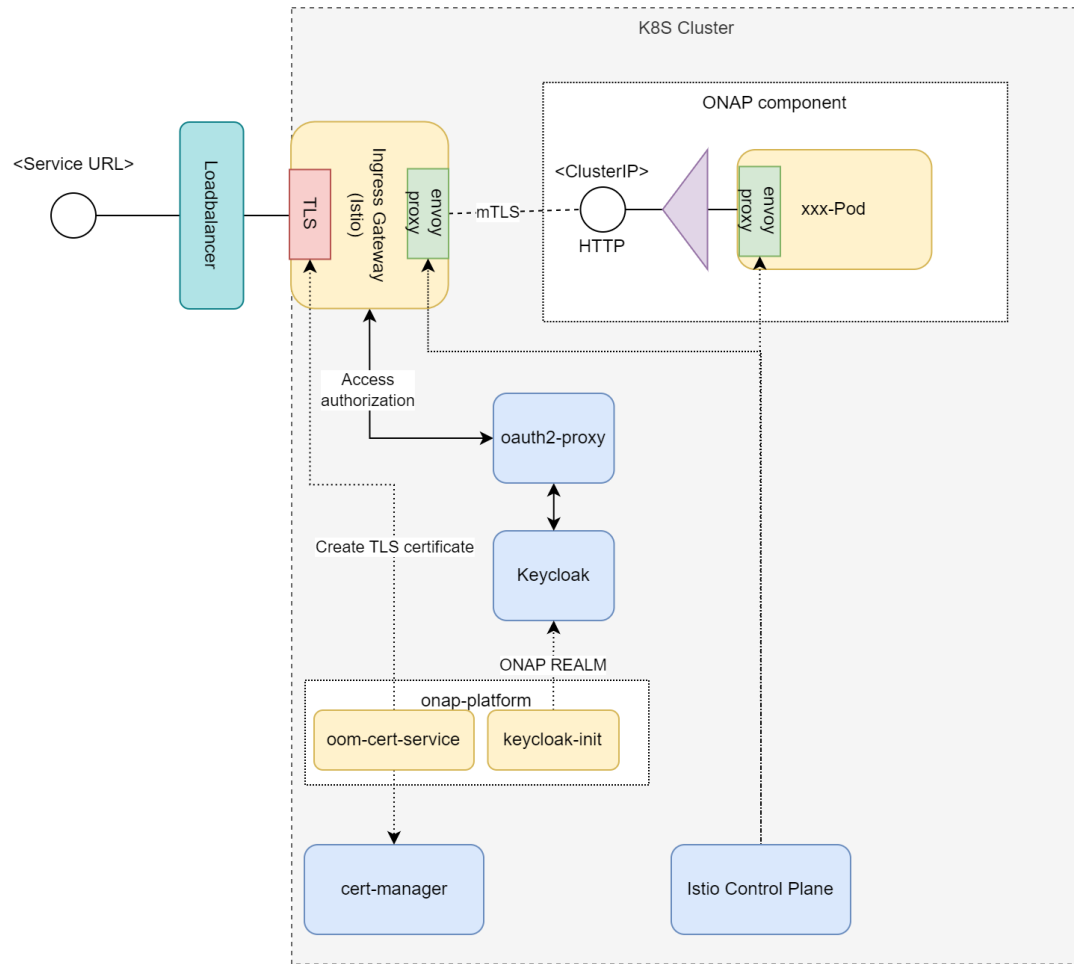 K8S Cluster
ONAP component
<Service URL>
Loadbalancer
TLS
Ingress Gateway
(Istio)
envoy
proxy
mTLS
<ClusterIP>
HTTP
envoy
proxy
xxx-Pod
Access
authorization
oauth2-proxy
Create TLS certificate
Keycloak
ONAP REALM
onap-platform
oom-cert-service
keycloak-init
cert-manager
Istio Control Plane